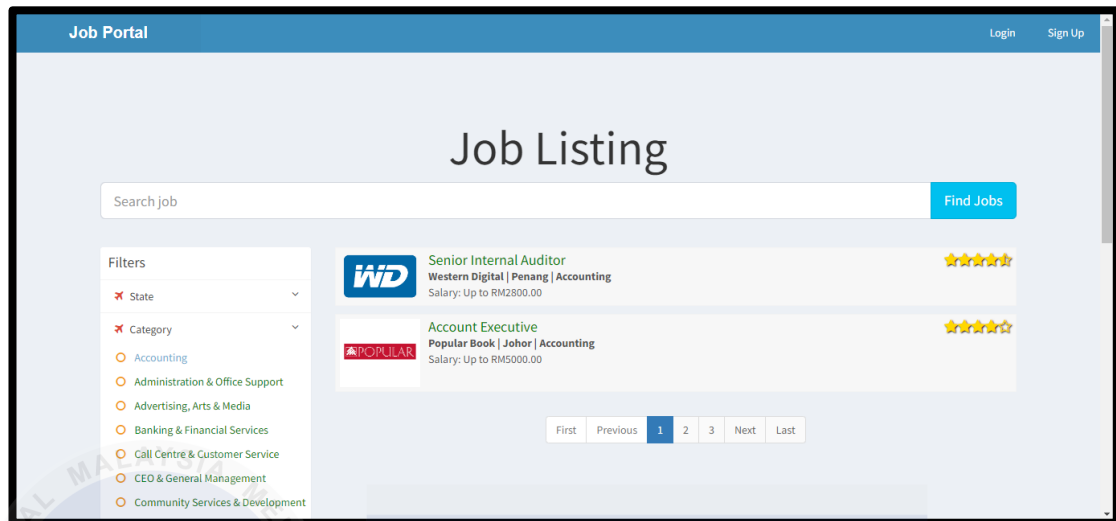 Job Portal
Login
Sign Up
Job Listing
Search job
Find Jobs
Filters
State
Category
Accounting
Administration & Office Support
Advertising, Arts & Media
Banking & Financial Services
Call Centre & Customer Service
CEO & General Management
Community Services & Development
WD
Senior Internal Auditor
Western Digital | Penang | Accounting
Salary: Up to RM2800.00
POPULAR
Account Executive
Popular Book | Johor | Accounting
Salary: Up to RM5000.00
First Previous 1 2 3 Next Last
MALAYSIA